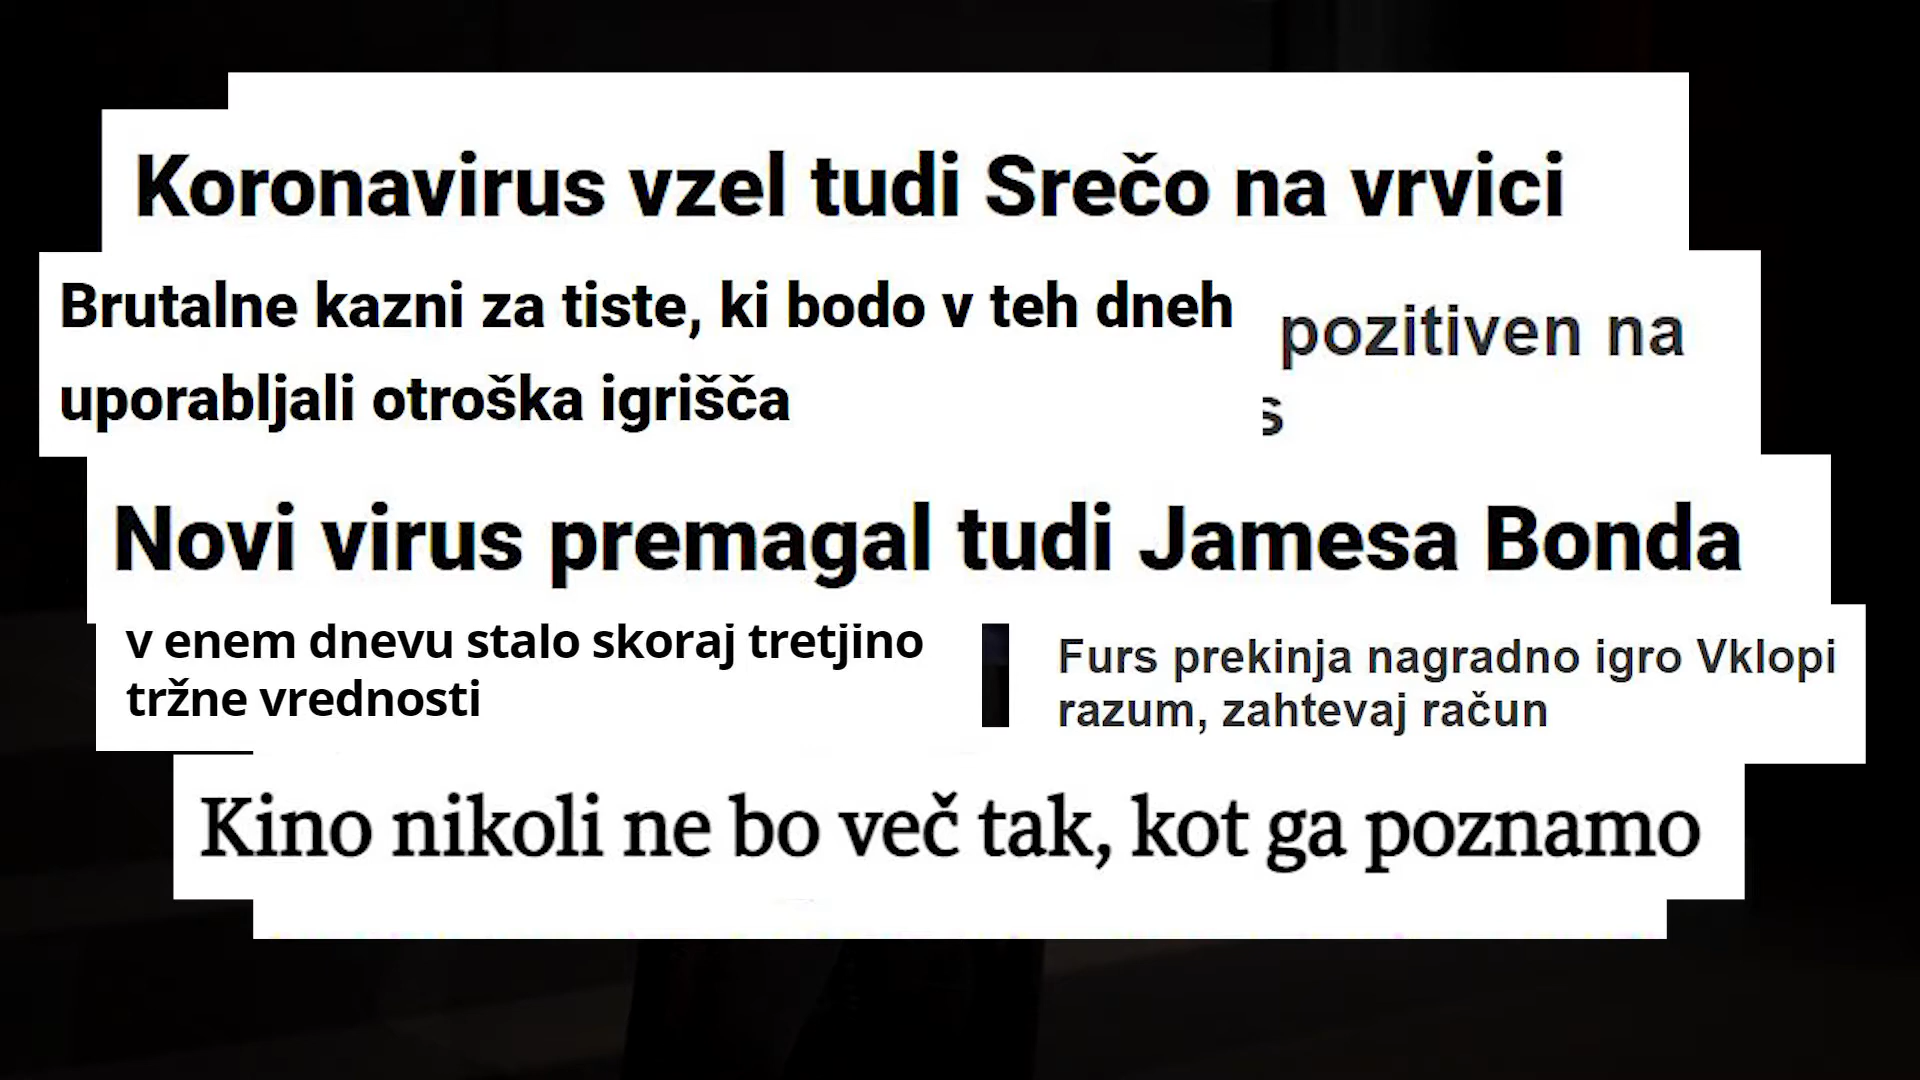 Koronavirus vzel tudi Srečo na vrvici
Brutalne kazni za tiste, ki bodo v teh dneh
uporabljali otroška igrišča
pozitiven na
s
Novi virus premagal tudi Jamesa Bonda
v enem dnevu stalo skoraj tretjino
tržne vrednosti
Furs prekinja nagradno igro Vklopi
razum, zahtevaj račun
Kino nikoli ne bo več tak, kot ga poznamo